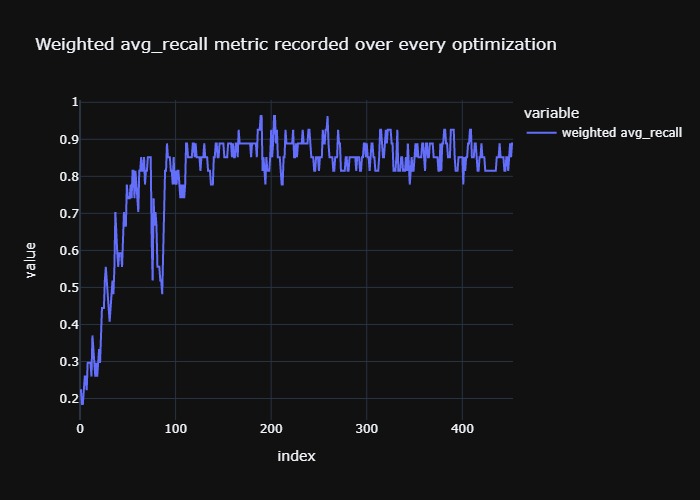 Weighted avg_recall metric recorded over every optimization
variable
weighted avg_recall
value
1
0.9
0.8
0.7
0.6
0.5
0.4
0.3
0.2
0
100
200
300
400
index